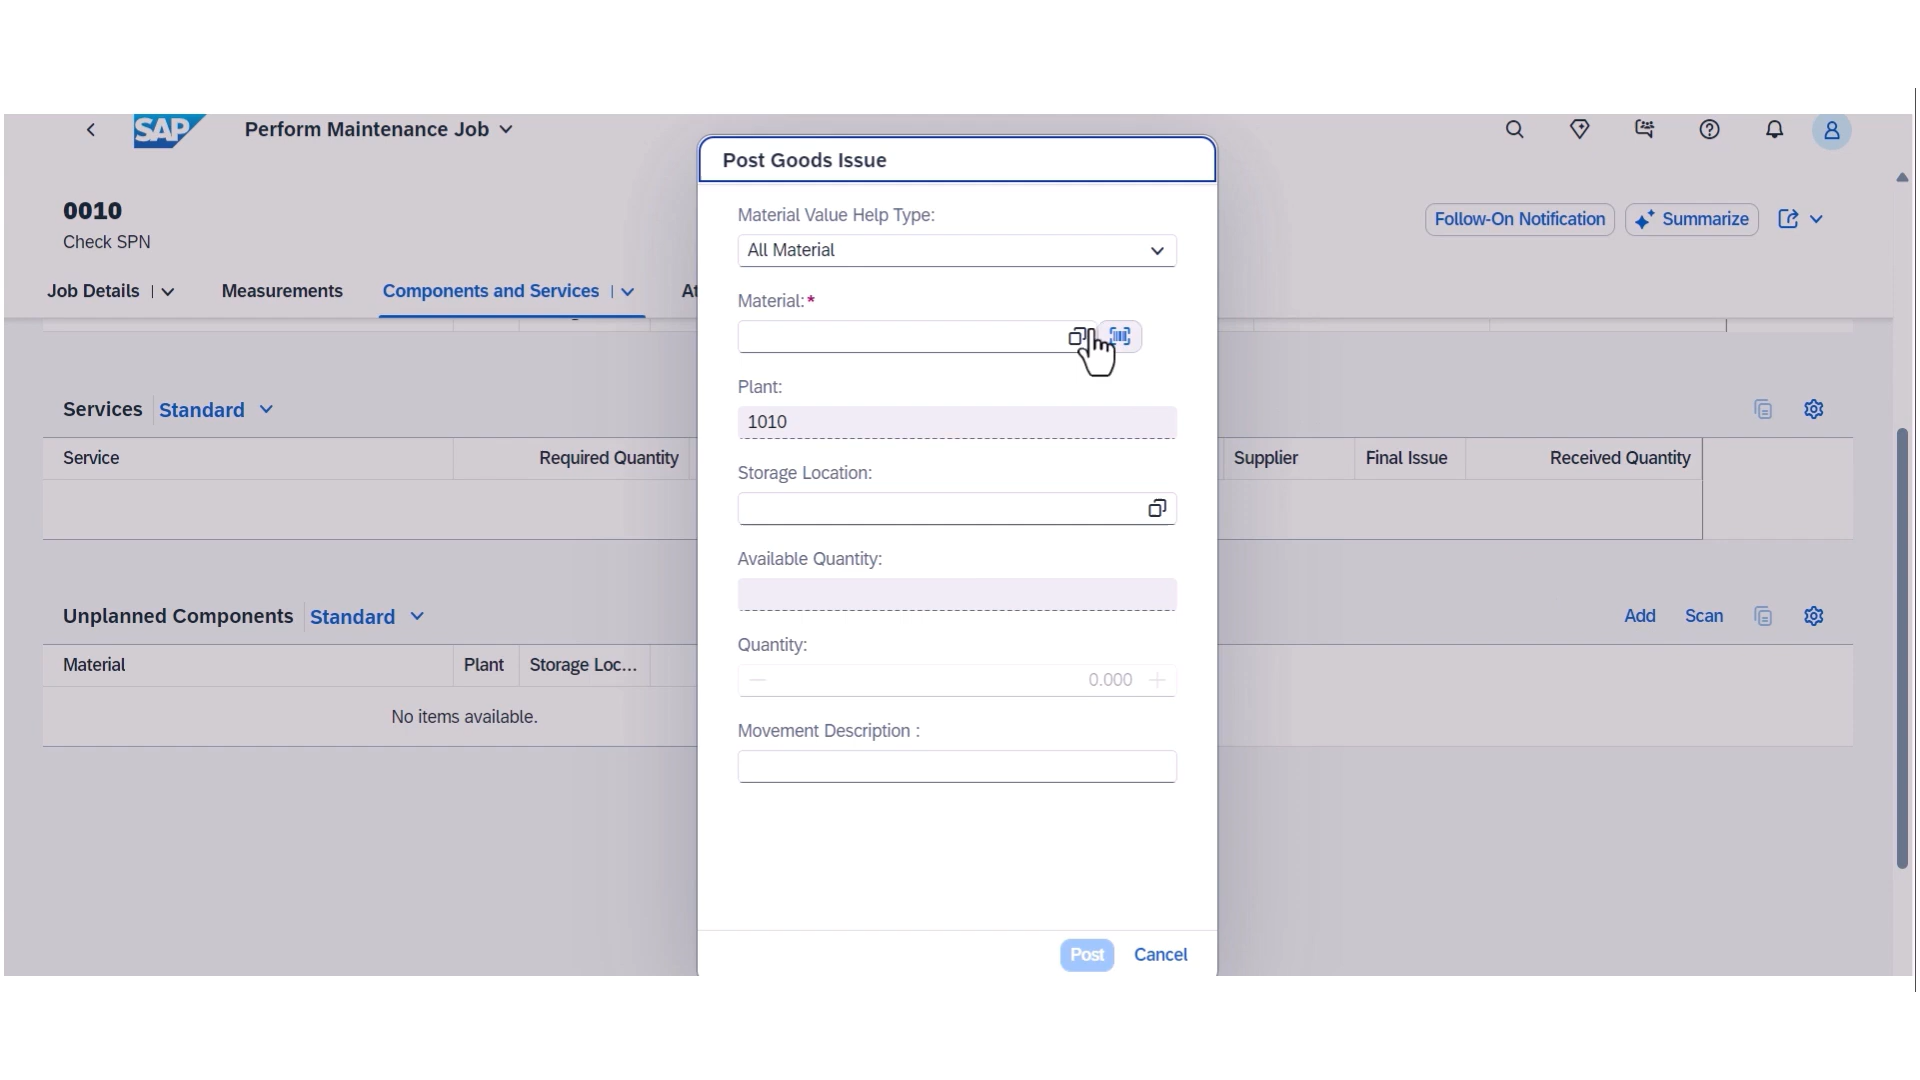 SAP
Perform Maintenance Job
0010
Check SPN
Follow-On Notification
Summarize
Job Details
Measurements
Components and Services
At
Services Standard
Service
Required Quantity
Supplier
Final Issue
Received Quantity
Unplanned Components Standard
Add
Scan
Material
Plant
Storage Loc...
No items available.
Post Goods Issue
Material Value Help Type:
All Material
Material:*
Plant:
1010
Storage Location:
Available Quantity:
Quantity:
0.000
Movement Description :
Post
Cancel